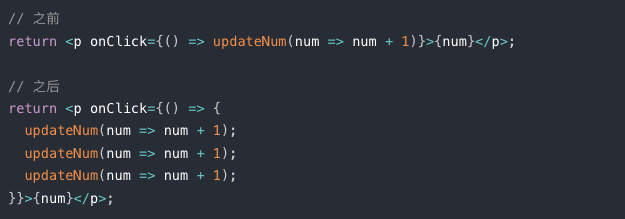 // 之前
return <p onClick={() => updateNum(num => num + 1)}>{num}</p>;
// 之后
return <p onClick={() => {
updateNum(num => num + 1);
updateNum(num => num + 1);
updateNum(num => num + 1);
}}>{num}</p>;